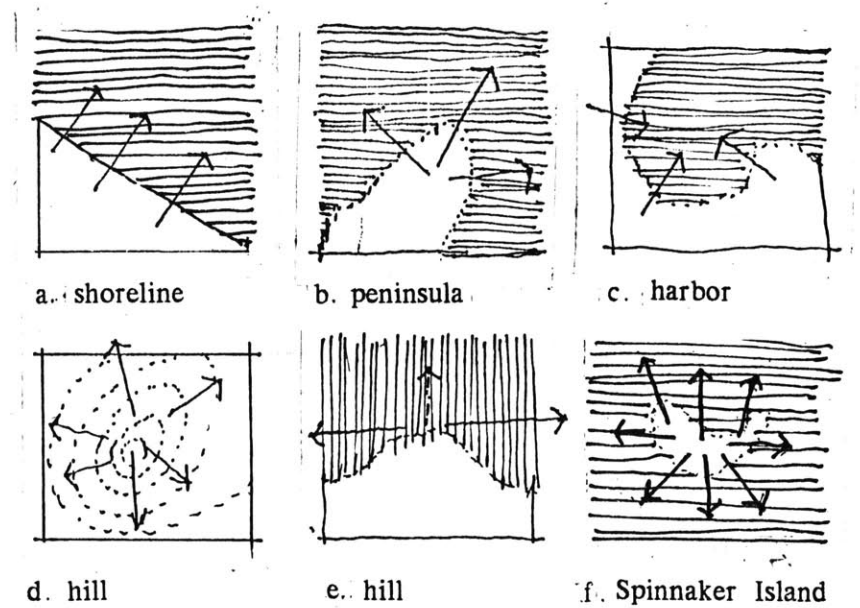 a. shoreline
b. peninsula
c. harbor
d. hill
e. hill
f. Spinnaker Island